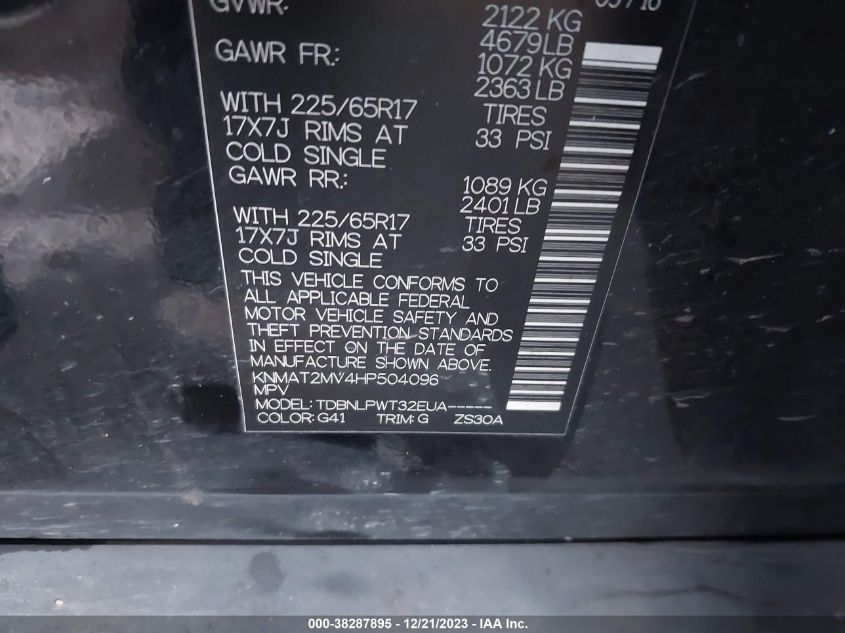 GVWR:
2122 KG
4679LB
GAWR FR.:
1072 KG
2363 LB
WITH 225/65R17 TIRES
17X7J RIMS AT 33 PSI
COLD SINGLE
GAWR RR.:
1089 KG
2401 LB
WITH 225/65R17 TIRES
17X7J RIMS AT 33 PSI
COLD SINGLE
THIS VEHICLE CONFORMS TO
ALL APPLICABLE FEDERAL
MOTOR VEHICLE SAFETY AND
THEFT PREVENTION STANDARDS
IN EFFECT ON THE DATE OF
MANUFACTURE SHOWN ABOVE.
KNMAT2MV4HP504096
MPV
MODEL: TDBNLPWT32EUA-----
COLOR: G41 TRIM: G ZS30A
000-38287895 - 12/21/2023 - © IAA Inc.